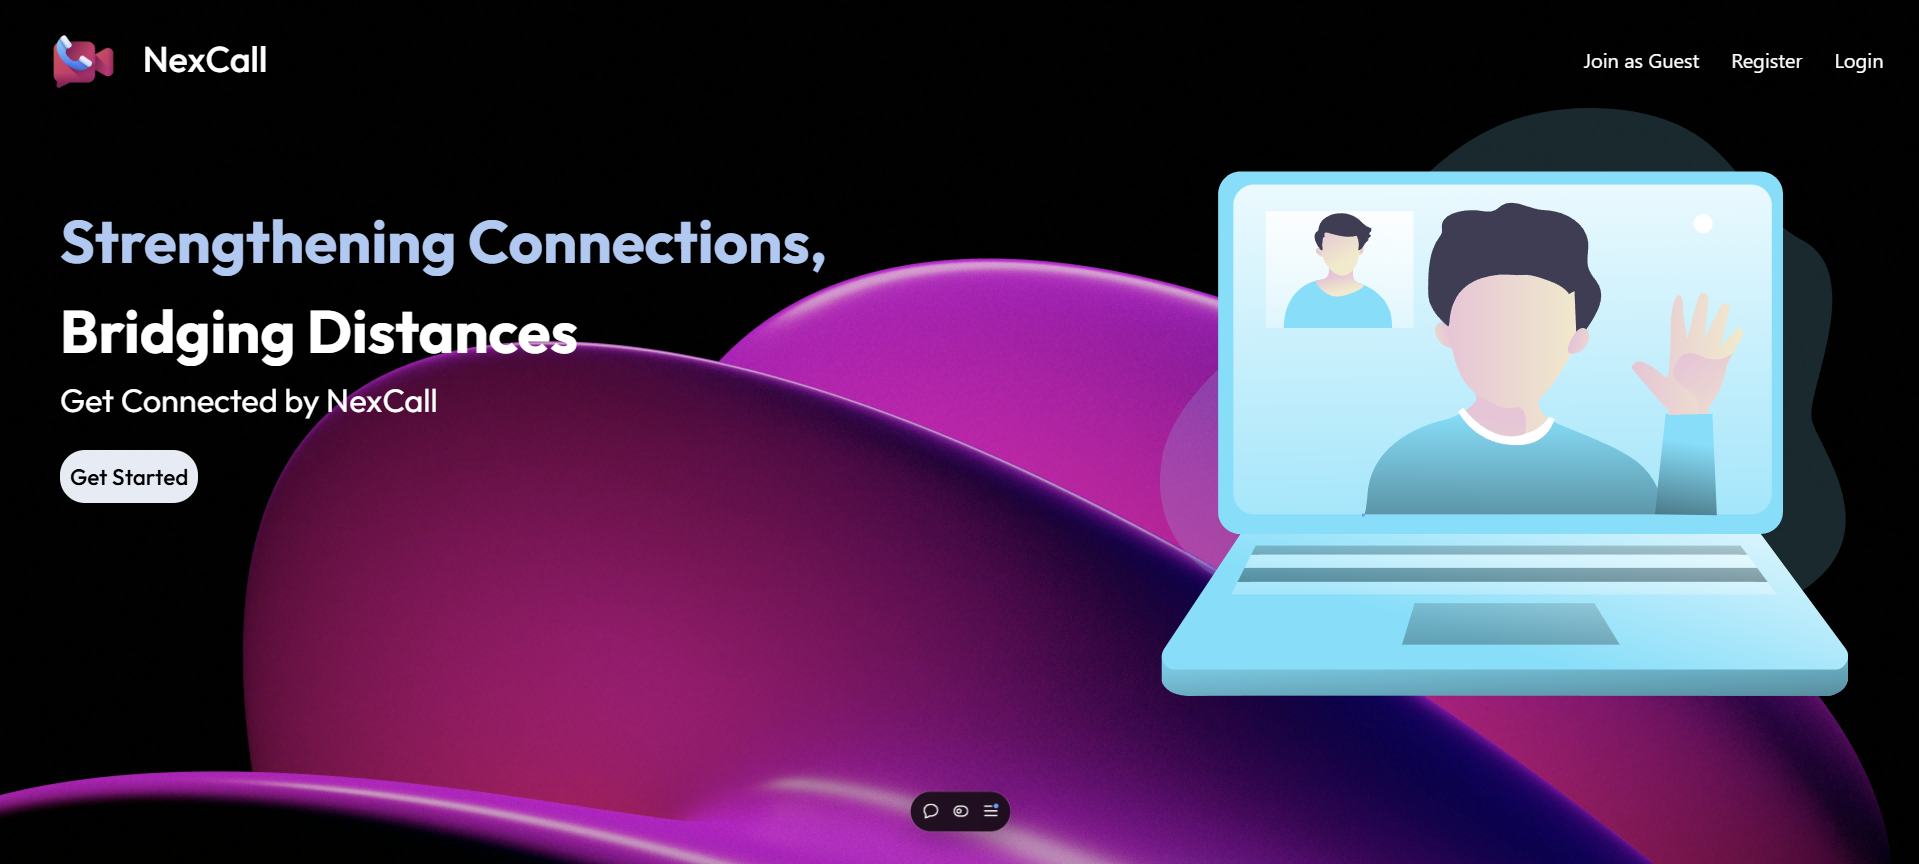 NexCall
Join as Guest Register Login
Strengthening Connections,
Bridging Distances
Get Connected by NexCall
Get Started